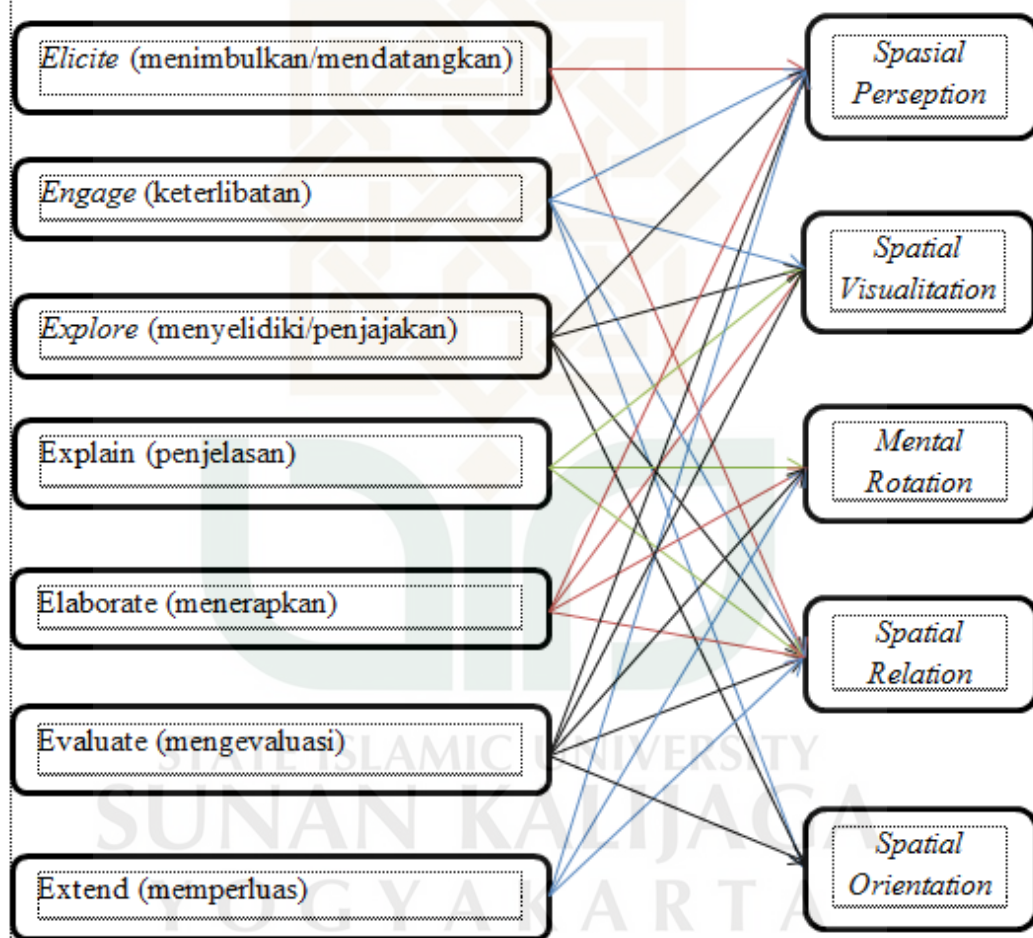 Elicite (menimbulkan/mendatangkan)
Engage (keterlibatan)
Explore (menyelidiki/penjajakan)
Explain (penjelasan)
Elaborate (menerapkan)
Evaluate (mengevaluasi)
Extend (memperluas)
Spasial
Perseption
Spatial
Visualitation
Mental
Rotation
Spatial
Relation
Spatial
Orientation
STATE ISLAMIC UNIVERSITY
SUNAN KALIJAGA
YOGYAKARTA